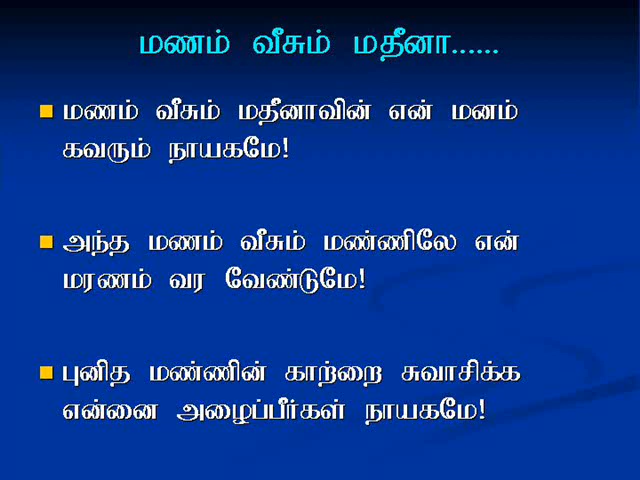 மணம் வீசும் மதீனா......
மணம் வீசும் மதீனாவின் என் மனம்
கவரும் நாயகமே!
அந்த மணம் வீசும் மண்ணிலே என்
மரணம் வர வேண்டுமே!
புனித மண்ணின் காற்றை சுவாசிக்க
என்னை அழைப்பீர்கள் நாயகமே!